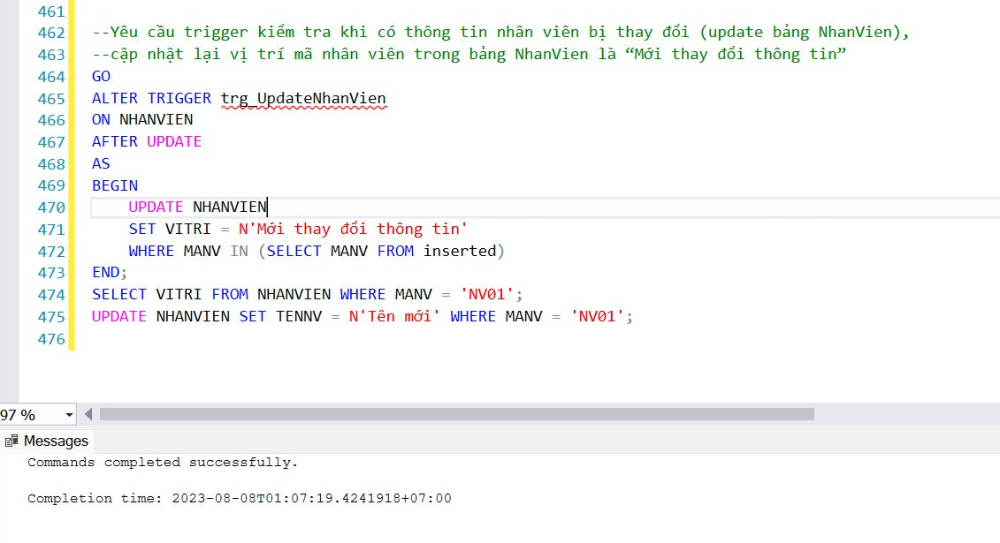 461
462 --Yêu cầu trigger kiểm tra khi có thông tin nhân viên bị thay đổi (update bảng NhanVien),
463 --cập nhật lại vị trí mã nhân viên trong bảng NhanVien là “Mới thay đổi thông tin”
464 GO
465 ALTER TRIGGER trg_UpdateNhanVien
466 ON NHANVIEN
467 AFTER UPDATE
468 AS
469 BEGIN
470 UPDATE NHANVIEN
471 SET VITRI = N'Mới thay đổi thông tin'
472 WHERE MANV IN (SELECT MANV FROM inserted)
473 END;
474 SELECT VITRI FROM NHANVIEN WHERE MANV = 'NV01';
475 UPDATE NHANVIEN SET TENNV = N'Tên mới' WHERE MANV = 'NV01';
476
97 %
Messages
Commands completed successfully.
Completion time: 2023-08-08T01:07:19.4241918+07:00